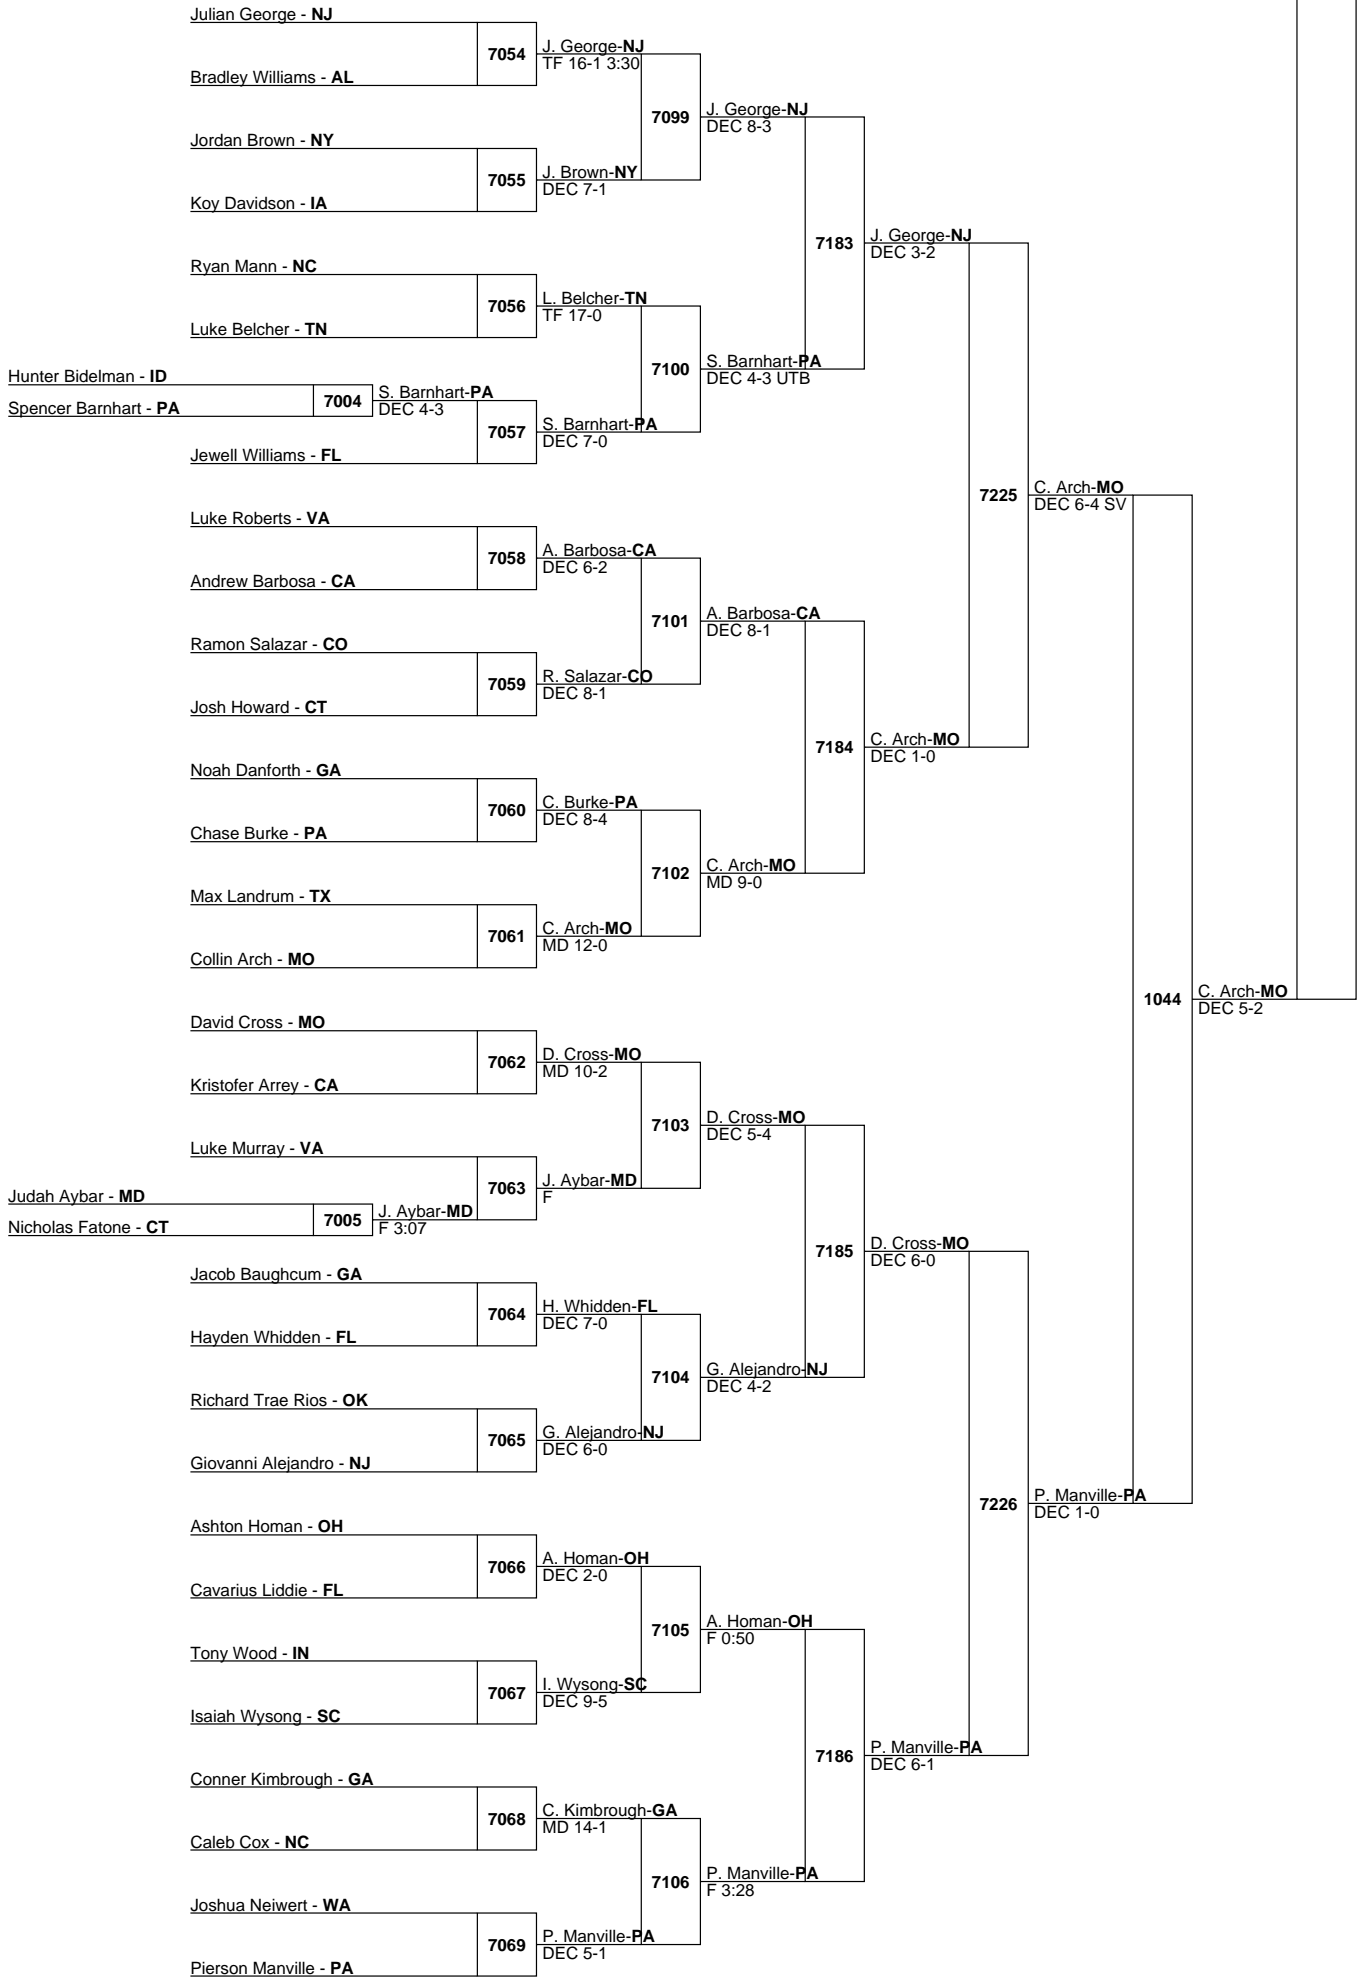 Julian George - NJ
7054
J. George-NJ
TF 16-1 3:30
Bradley Williams - AL
7099
J. George-NJ
DEC 8-3
Jordan Brown - NY
7055
J. Brown-NY
DEC 7-1
Koy Davidson - IA
7183
J. George-NJ
DEC 3-2
Ryan Mann - NC
7056
L. Belcher-TN
TF 17-0
Luke Belcher - TN
7100
S. Barnhart-PA
DEC 4-3 UTB
Hunter Bidelman - ID
7004
S. Barnhart-PA
DEC 4-3
Spencer Barnhart - PA
7057
S. Barnhart-PA
DEC 7-0
Jewell Williams - FL
7225
C. Arch-MO
DEC 6-4 SV
Luke Roberts - VA
7058
A. Barbosa-CA
DEC 6-2
Andrew Barbosa - CA
7101
A. Barbosa-CA
DEC 8-1
Ramon Salazar - CO
7059
R. Salazar-CO
DEC 8-1
Josh Howard - CT
7184
C. Arch-MO
DEC 1-0
Noah Danforth - GA
7060
C. Burke-PA
DEC 8-4
Chase Burke - PA
7102
C. Arch-MO
MD 9-0
Max Landrum - TX
7061
C. Arch-MO
MD 12-0
Collin Arch - MO
1044
C. Arch-MO
DEC 5-2
David Cross - MO
7062
D. Cross-MO
MD 10-2
Kristofer Arrey - CA
7103
D. Cross-MO
DEC 5-4
Luke Murray - VA
7063
J. Aybar-MD
F
Judah Aybar - MD
7005
J. Aybar-MD
F 3:07
Nicholas Fatone - CT
7185
D. Cross-MO
DEC 6-0
Jacob Baughcum - GA
7064
H. Whidden-FL
DEC 7-0
Hayden Whidden - FL
7104
G. Alejandro-NJ
DEC 4-2
Richard Trae Rios - OK
7065
G. Alejandro-NJ
DEC 6-0
Giovanni Alejandro - NJ
7226
P. Manville-PA
DEC 1-0
Ashton Homan - OH
7066
A. Homan-OH
DEC 2-0
Cavarius Liddie - FL
7105
A. Homan-OH
F 0:50
Tony Wood - IN
7067
I. Wysong-SC
DEC 9-5
Isaiah Wysong - SC
7186
P. Manville-PA
DEC 6-1
Conner Kimbrough - GA
7068
C. Kimbrough-GA
MD 14-1
Caleb Cox - NC
7106
P. Manville-PA
F 3:28
Joshua Neiwert - WA
7069
P. Manville-PA
DEC 5-1
Pierson Manville - PA